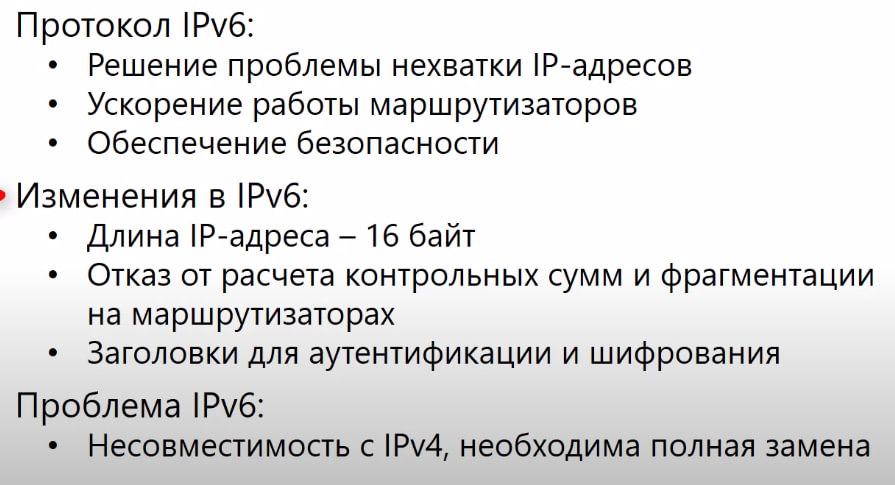 Протокол IPv6:
• Решение проблемы нехватки IP-адресов
• Ускорение работы маршрутизаторов
• Обеспечение безопасности
Изменения в IPv6:
• Длина IP-адреса – 16 байт
• Отказ от расчета контрольных сумм и фрагментации
на маршрутизаторах
• Заголовки для аутентификации и шифрования
Проблема IPv6:
• Несовместимость с IPv4, необходима полная замена